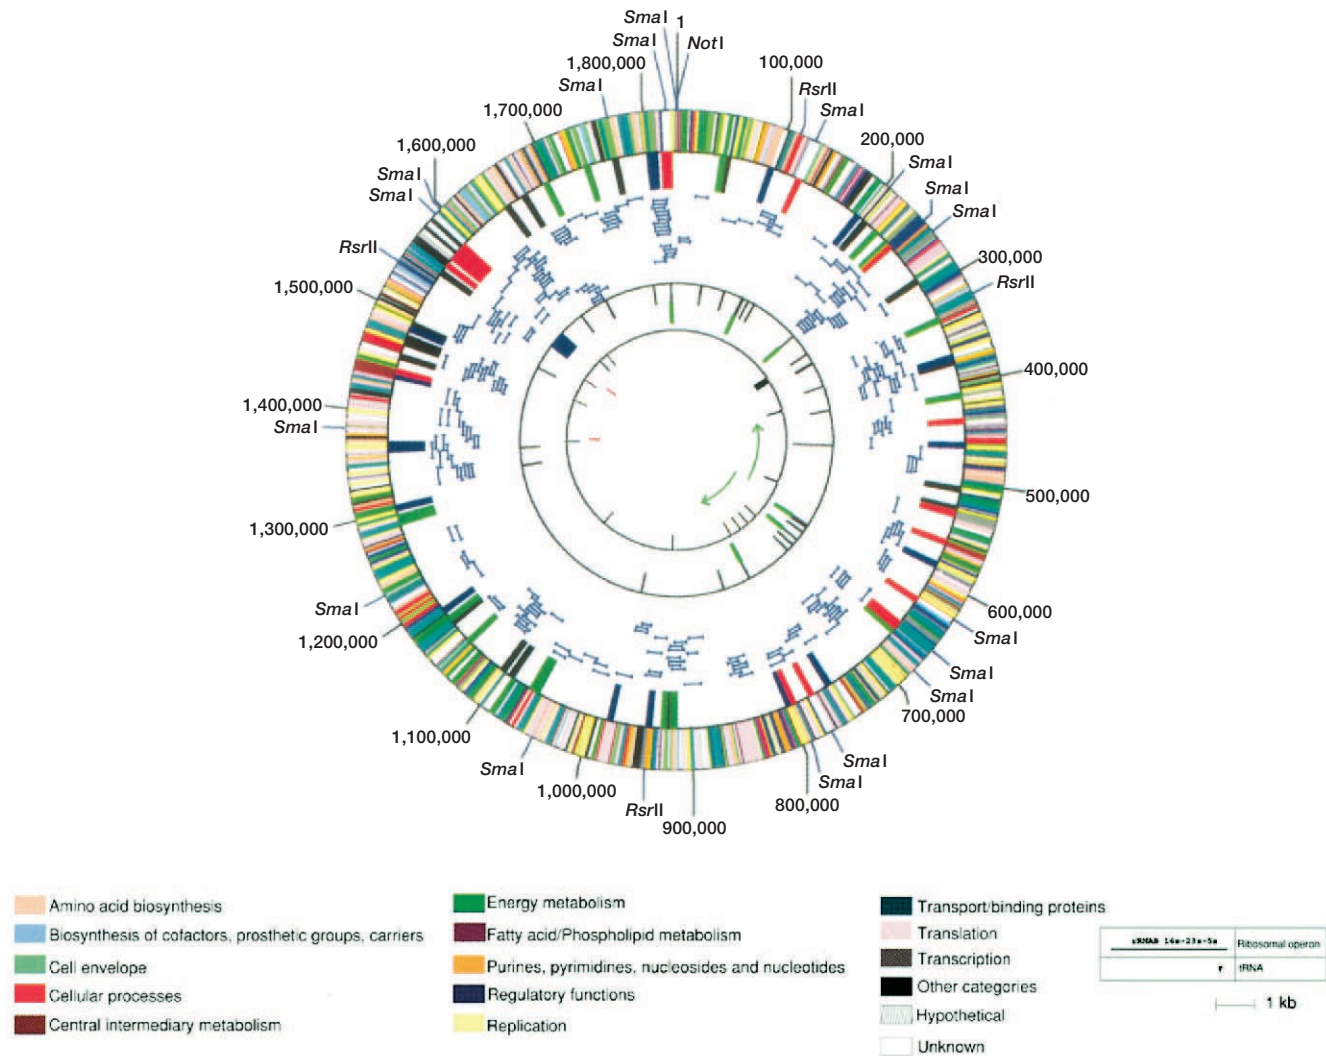 SmaI
1
SmaI
NotI
1,800,000
100,000
SmaI
RsrII
1,700,000
SmaI
1,600,000
200,000
SmaI
SmaI
SmaI
SmaI
SmaI
RsrII
300,000
1,500,000
RsrII
400,000
1,400,000
SmaI
500,000
1,300,000
SmaI
600,000
1,200,000
SmaI
SmaI
SmaI
700,000
1,100,000
SmaI
SmaI
SmaI
1,000,000
800,000
RsrII
900,000
Amino acid biosynthesis
Biosynthesis of cofactors, prosthetic groups, carriers
Cell envelope
Cellular processes
Central intermediary metabolism
Energy metabolism
Fatty acid/Phospholipid metabolism
Purines, pyrimidines, nucleosides and nucleotides
Regulatory functions
Replication
Transport/binding proteins
Translation
Transcription
Other categories
Hypothetical
Unknown
Ribosomal operon
tRNA
1 kb